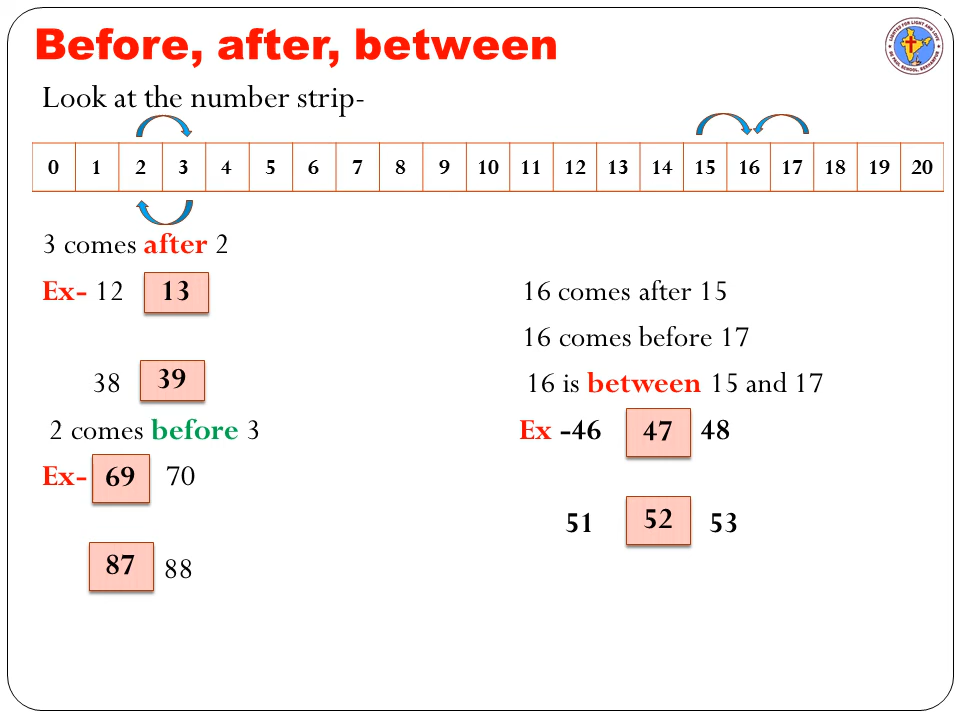 Before, after, between
Look at the number strip-
0 1 2 3 4 5 6 7 8 9 10 11 12 13 14 15 16 17 18 19 20
3 comes after 2
Ex- 12 13
38 39
2 comes before 3
Ex- 69 70
87 88
16 comes after 15
16 comes before 17
16 is between 15 and 17
Ex -46 47 48
51 52 53